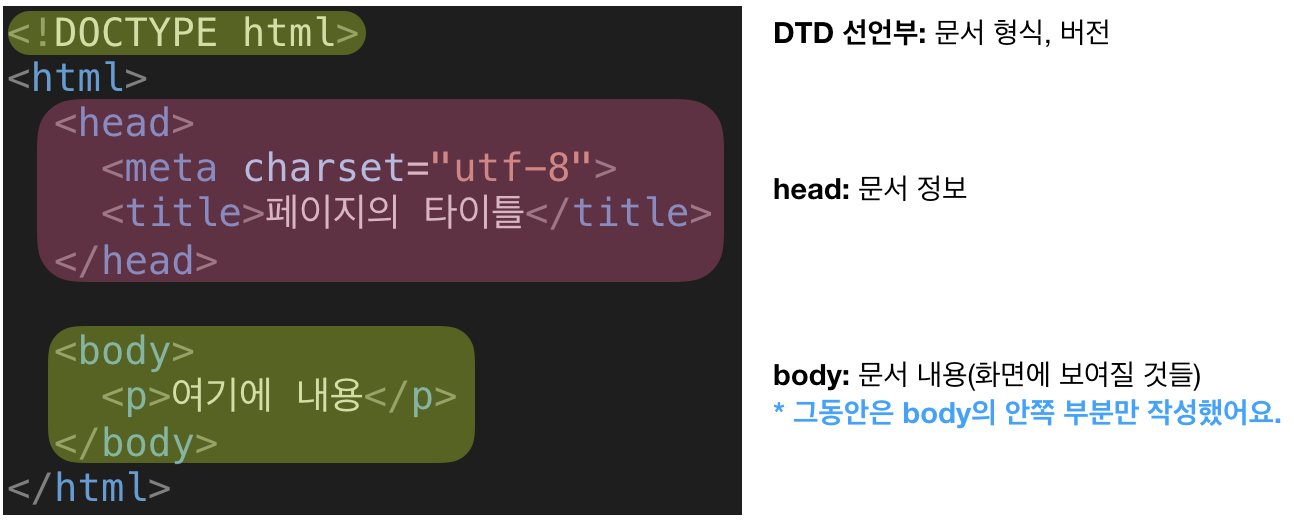 <!DOCTYPE html>
DTD 선언부: 문서 형식, 버전
<html>
<head>
<meta charset="utf-8">
head: 문서 정보
<title>페이지의 타이틀</title>
</head>
<body>
body: 문서 내용(화면에 보여질 것들)
<p>여기에 내용</p>
* 그동안은 body의 안쪽 부분만 작성했어요.
</body>
</html>